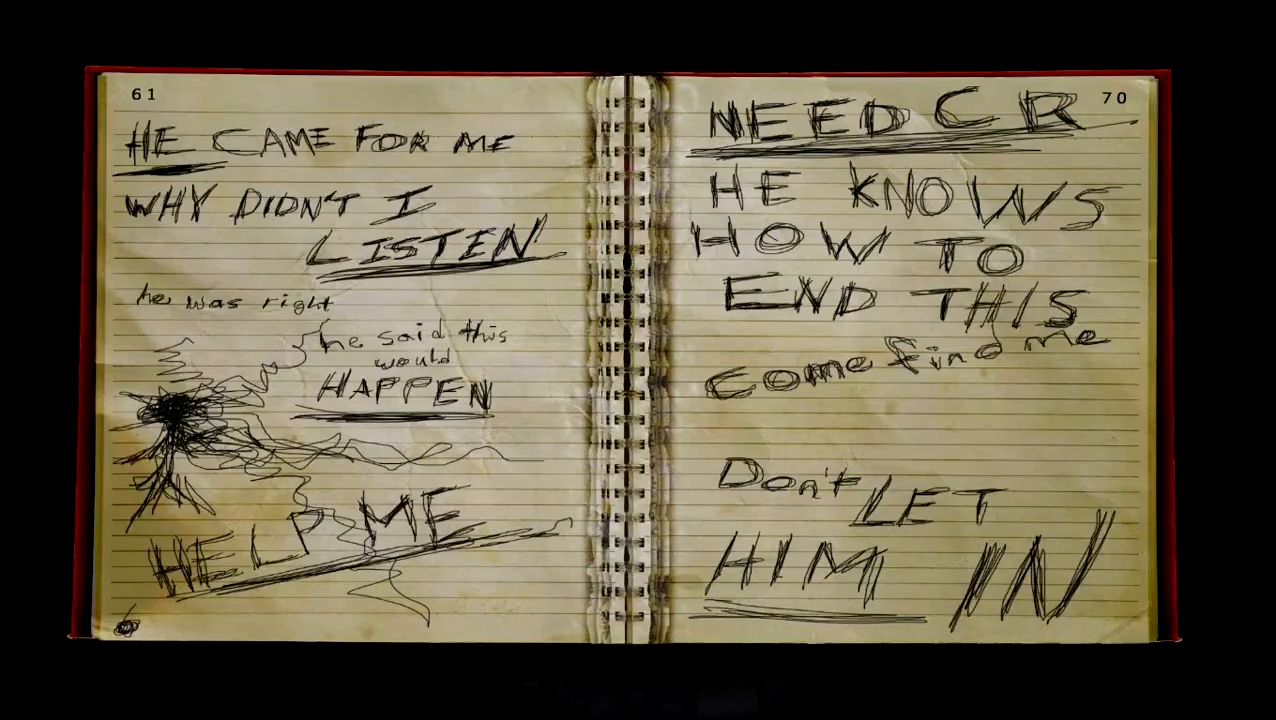 61
HE CAME FOR ME
WHY DIDN'T I
LISTEN
he was right
he said this
would
HAPPEN
HELP ME
70
NEED CR
HE KNOWS
HOW TO
END THIS
come find me
Don't LET
HIM IN